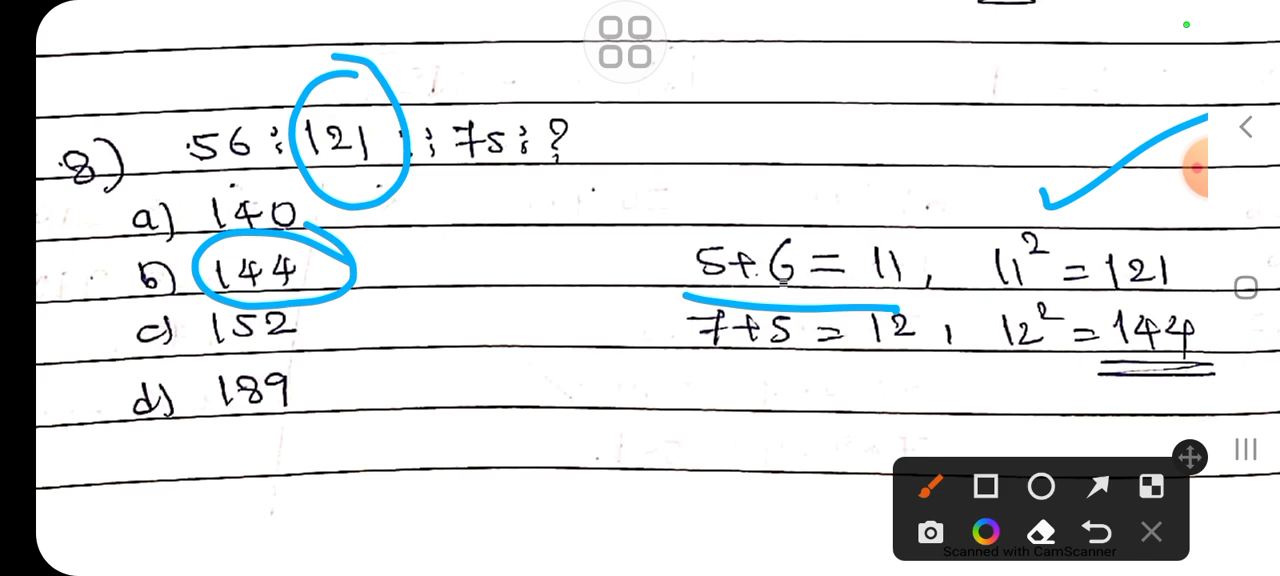 8) 56 : 121 :: 75 : ?
a) 140
b) 144
c) 152
d) 189
5+6 = 11, 11² = 121
7+5 = 12, 12² = 144
Scanned with CamScanner